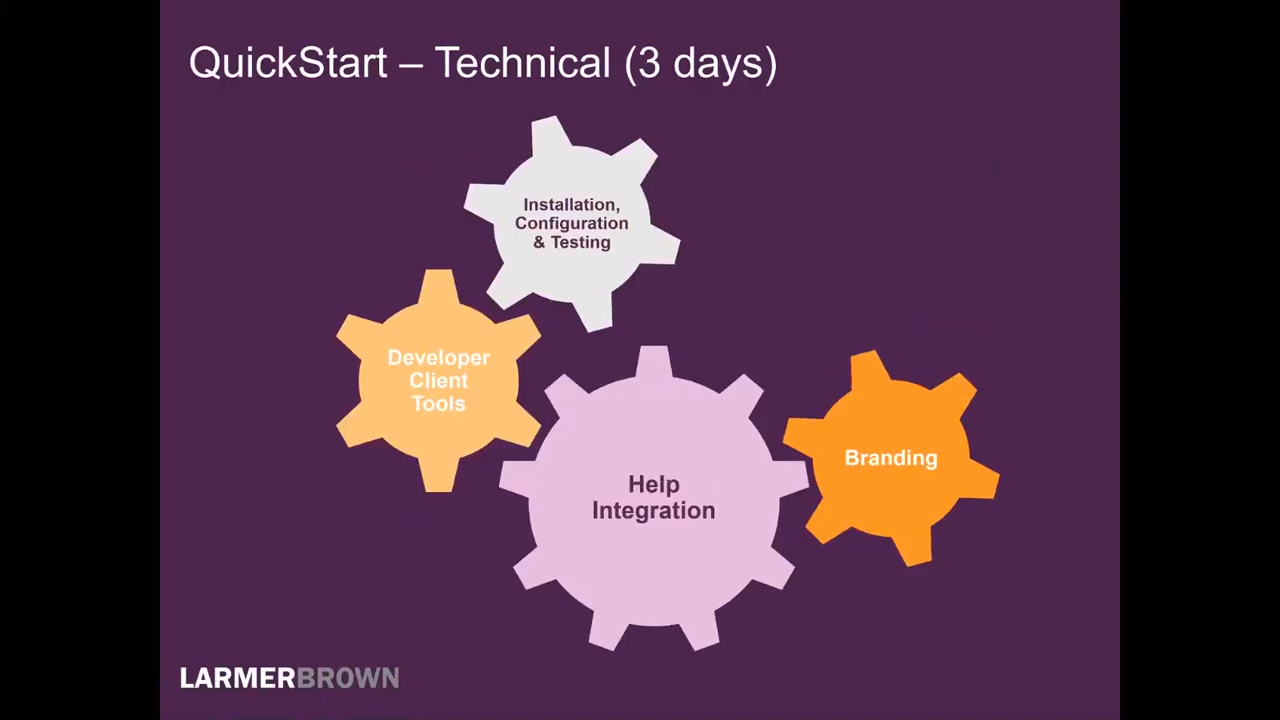 QuickStart – Technical (3 days)
Installation,
Configuration
& Testing
Developer
Client
Tools
Help
Integration
Branding
LARMERBROWN